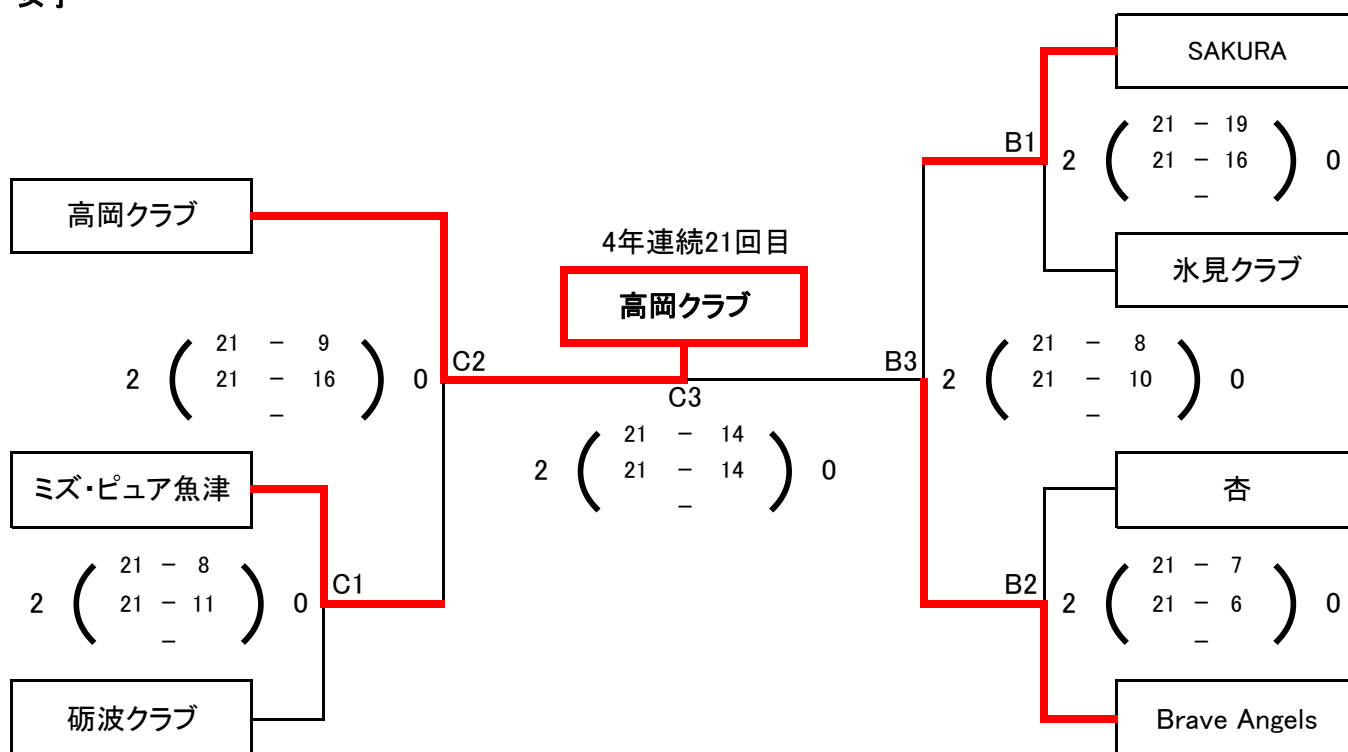 高岡クラブ
2 ( 21 － 9 ) 0
21 － 16
－
C2
ミズ・ピュア魚津
2 ( 21 － 8 ) 0
21 － 11
－
C1
砺波クラブ
4年連続21回目
高岡クラブ
C3
2 ( 21 － 14 ) 0
21 － 14
－
SAKURA
B1
2 ( 21 － 19 ) 0
21 － 16
－
氷見クラブ
B3
2 ( 21 － 8 ) 0
21 － 10
－
杏
B2
2 ( 21 － 7 ) 0
21 － 6
－
Brave Angels